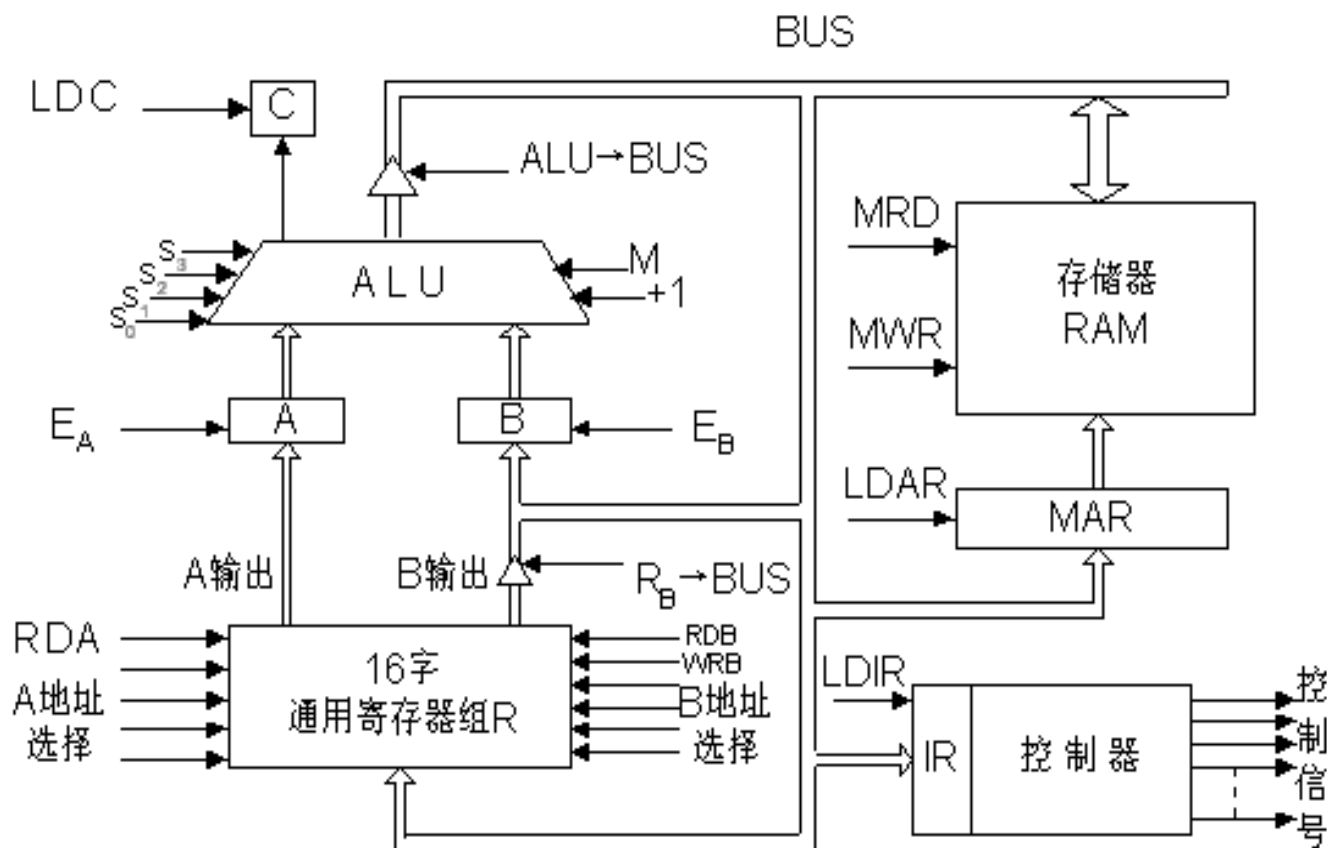 BUS
LDC
C
ALU→BUS
MRD
S₃
S₂
S₁
S₀
ALU
M
+1
存储器
RAM
MWR
E_A
A
B
E_B
LDAR
MAR
A输出
B输出
R_B→BUS
RDA
RDB
WRB
A地址
选择
16字
通用寄存器组R
B地址
选择
LDIR
IR
控制器
控
制
信
号